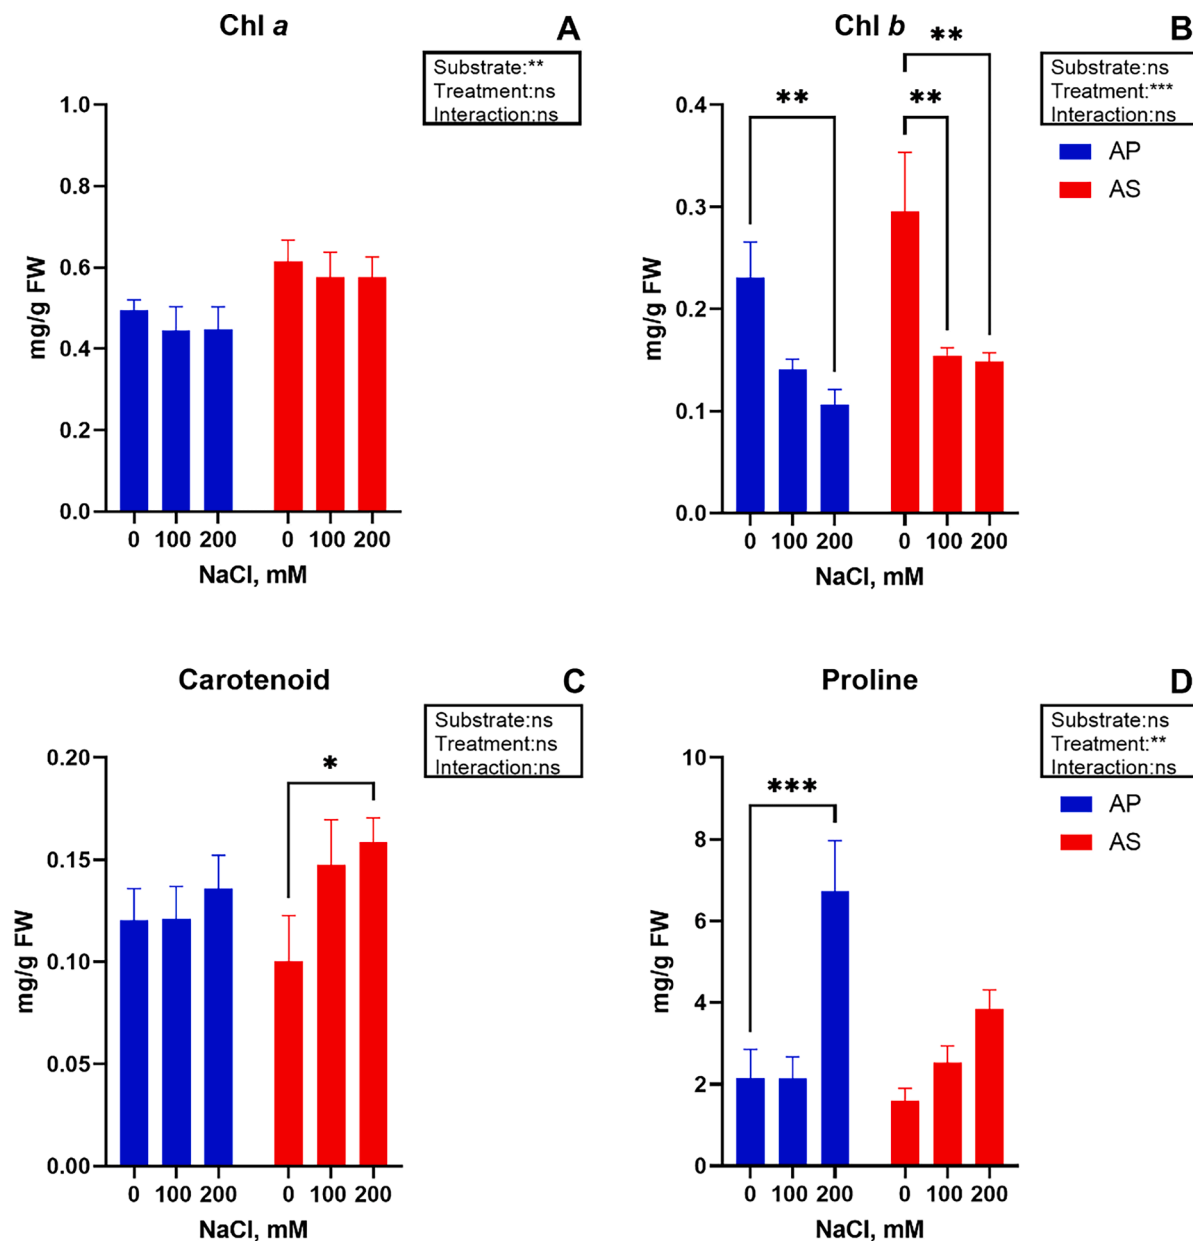 Chl a
A
Substrate:**
Treatment:ns
Interaction:ns
1.0
0.8
0.6
0.4
0.2
0.0
mg/g FW
0 100 200 0 100 200
NaCl, mM
Chl b
B
Substrate:ns
Treatment:***
Interaction:ns
AP
AS
**
**
**
0.4
0.3
0.2
0.1
0.0
mg/g FW
0 100 200 0 100 200
NaCl, mM
Carotenoid
C
Substrate:ns
Treatment:ns
Interaction:ns
*
0.20
0.15
0.10
0.05
0.00
mg/g FW
0 100 200 0 100 200
NaCl, mM
Proline
D
Substrate:ns
Treatment:**
Interaction:ns
AP
AS
***
10
8
6
4
2
0
mg/g FW
0 100 200 0 100 200
NaCl, mM